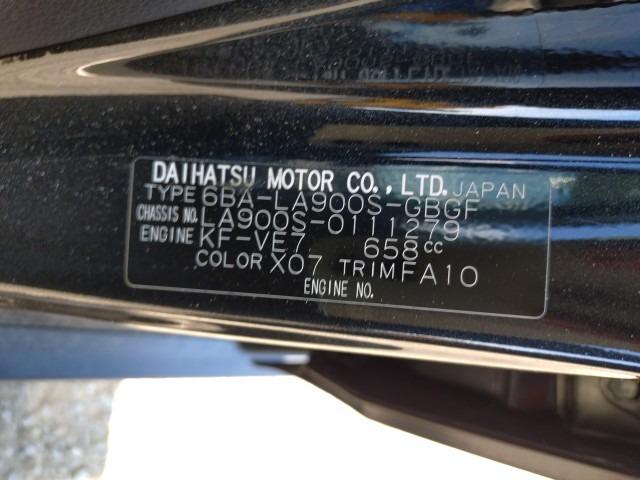 DAIHATSU MOTOR CO., LTD. JAPAN
TYPE 6BA-LA900S-GBGF
CHASSIS NO. LA900S-0111279
ENGINE KF-VE7 658cc
COLOR X07 TRIM FA10
ENGINE NO.